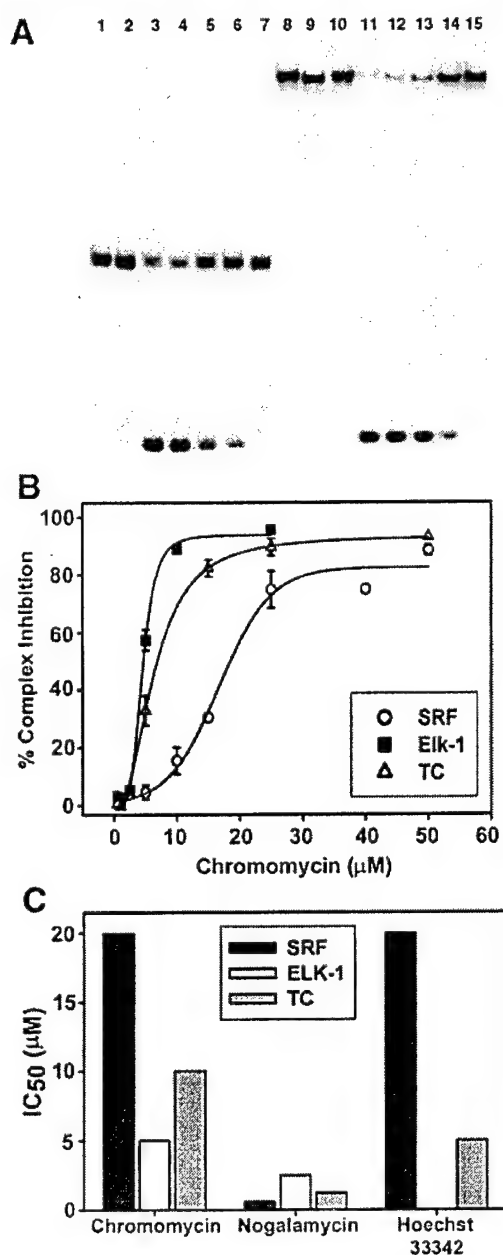 A
1 2 3 4 5 6 7 8 9 10 11 12 13 14 15
B
100
80
60
40
20
0
% Complex Inhibition
SRF
Elk-1
TC
0 10 20 30 40 50 60
Chromomycin (μM)
C
20
15
10
5
0
IC50 (μM)
SRF
ELK-1
TC
Chromomycin Nogalamycin Hoechst
33342